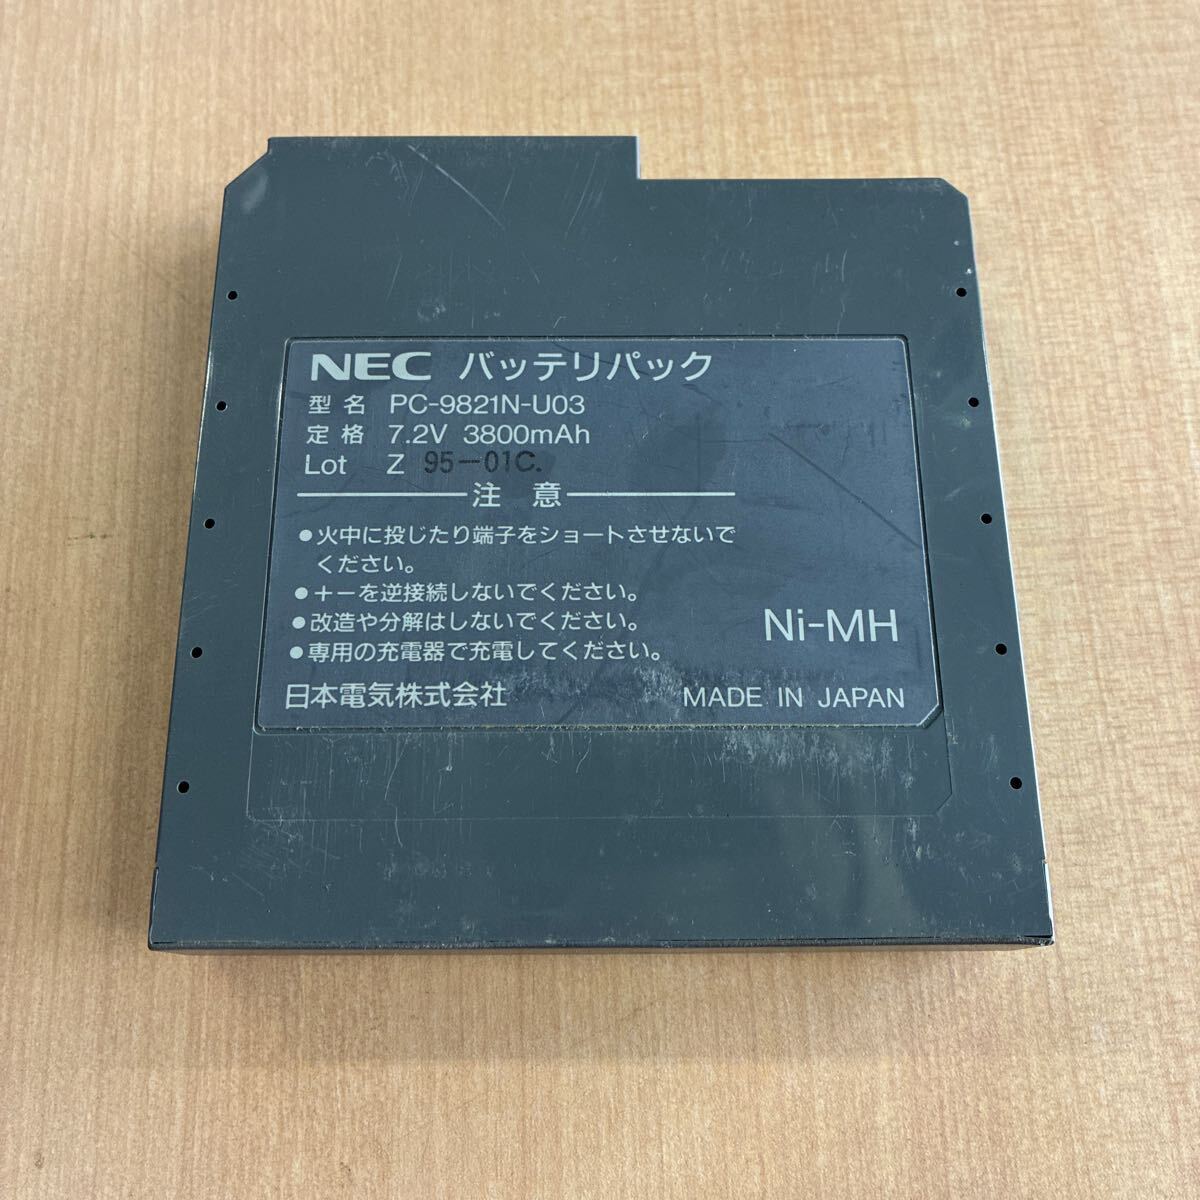 NEC バッテリパック
型名 PC-9821N-U03
定格 7.2V 3800mAh
Lot Z 95-01C.
注意
●火中に投じたり端子をショートさせないで
ください。
●+-を逆接続しないでください。
●改造や分解はしないでください。
●専用の充電器で充電してください。
Ni-MH
日本電気株式会社 MADE IN JAPAN